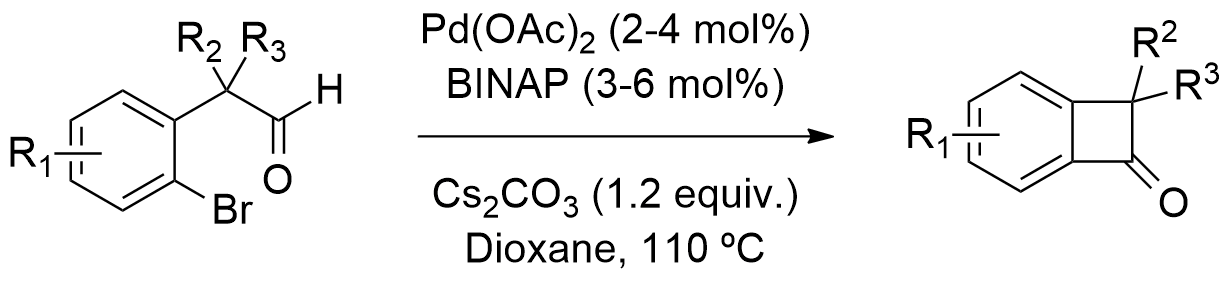 R₂ R₃
H
O
R₁
Br
Pd(OAc)₂ (2-4 mol%)
BINAP (3-6 mol%)
Cs₂CO₃ (1.2 equiv.)
Dioxane, 110 ºC
R²
R³
R₁
O